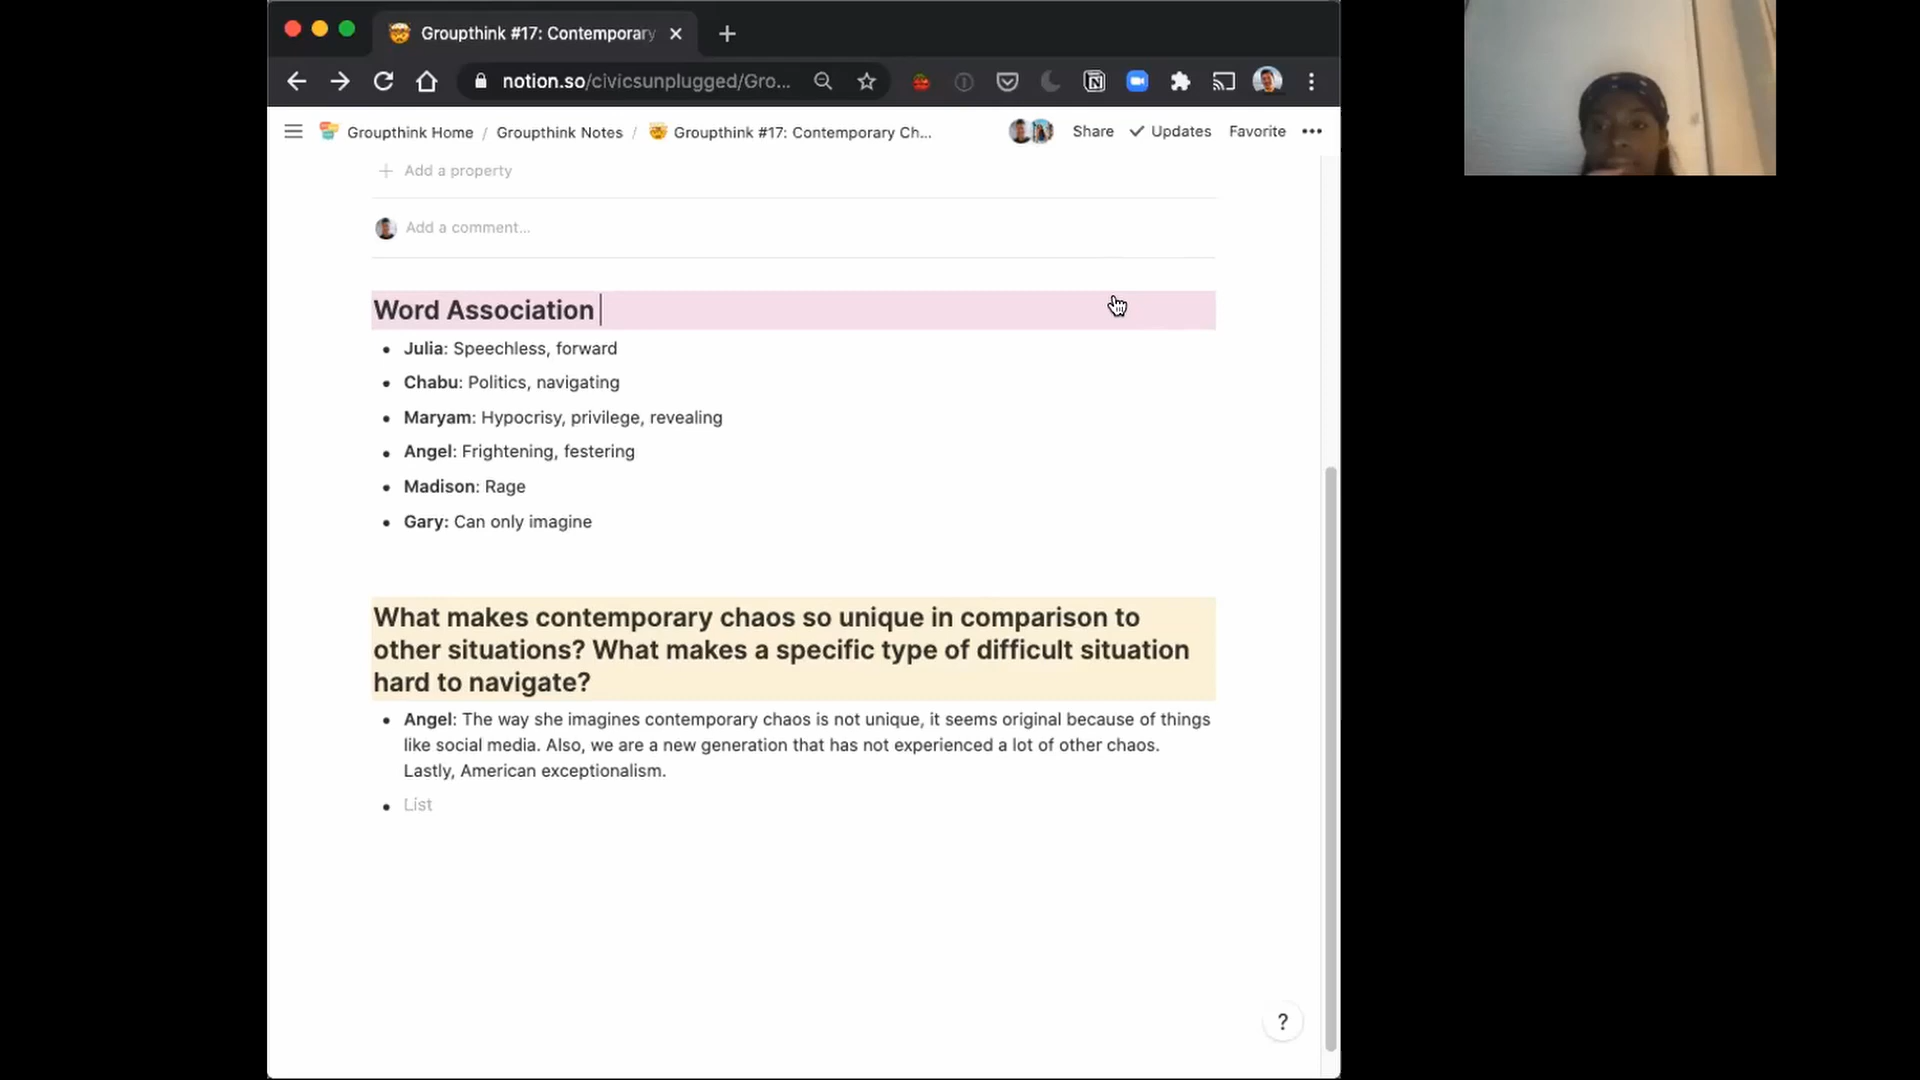 Groupthink #17: Contemporary
notion.so/civicsunplugged/Gro...
Groupthink Home / Groupthink Notes / Groupthink #17: Contemporary Ch...
Share Updates Favorite
Add a property
Add a comment...
Word Association
Julia: Speechless, forward
Chabu: Politics, navigating
Maryam: Hypocrisy, privilege, revealing
Angel: Frightening, festering
Madison: Rage
Gary: Can only imagine
What makes contemporary chaos so unique in comparison to
other situations? What makes a specific type of difficult situation
hard to navigate?
Angel: The way she imagines contemporary chaos is not unique, it seems original because of things
like social media. Also, we are a new generation that has not experienced a lot of other chaos.
Lastly, American exceptionalism.
List
?